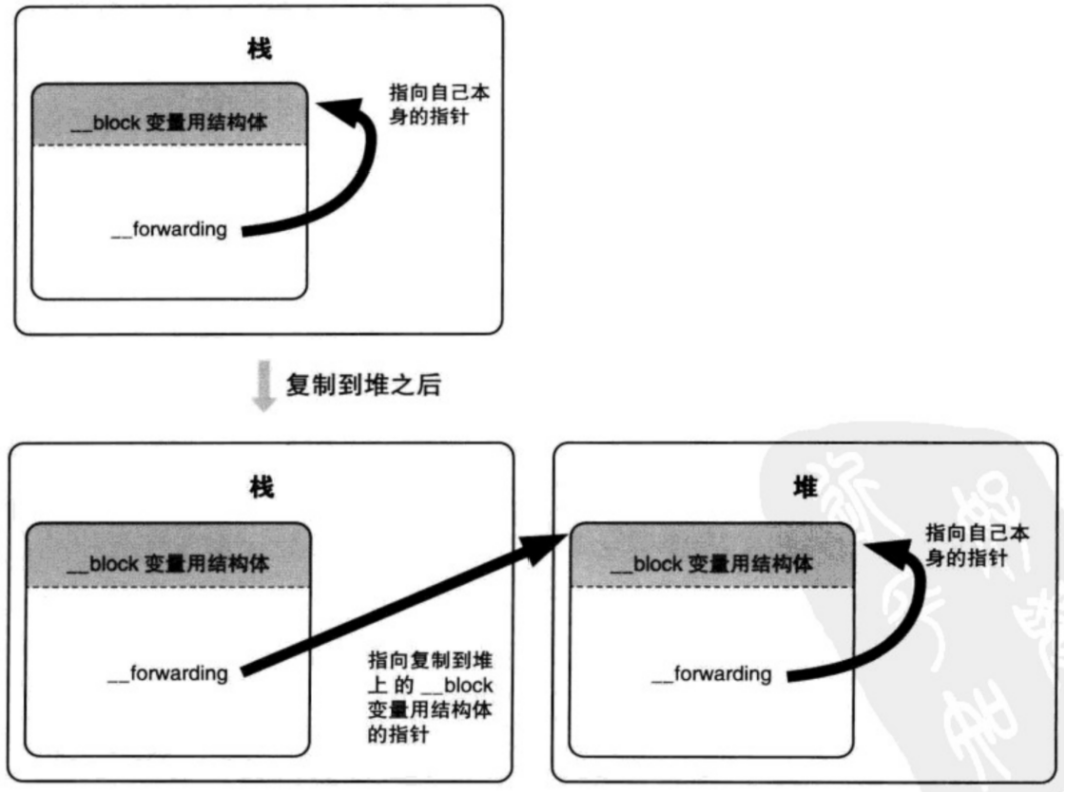 栈
指向自己本
身的指针
__block 变量用结构体
__forwarding
复制到堆之后
栈
__block 变量用结构体
__forwarding
指向复制到堆
上 的 __block
变量用结构体
的指针
堆
指向自己本
身的指针
__block 变量用结构体
__forwarding